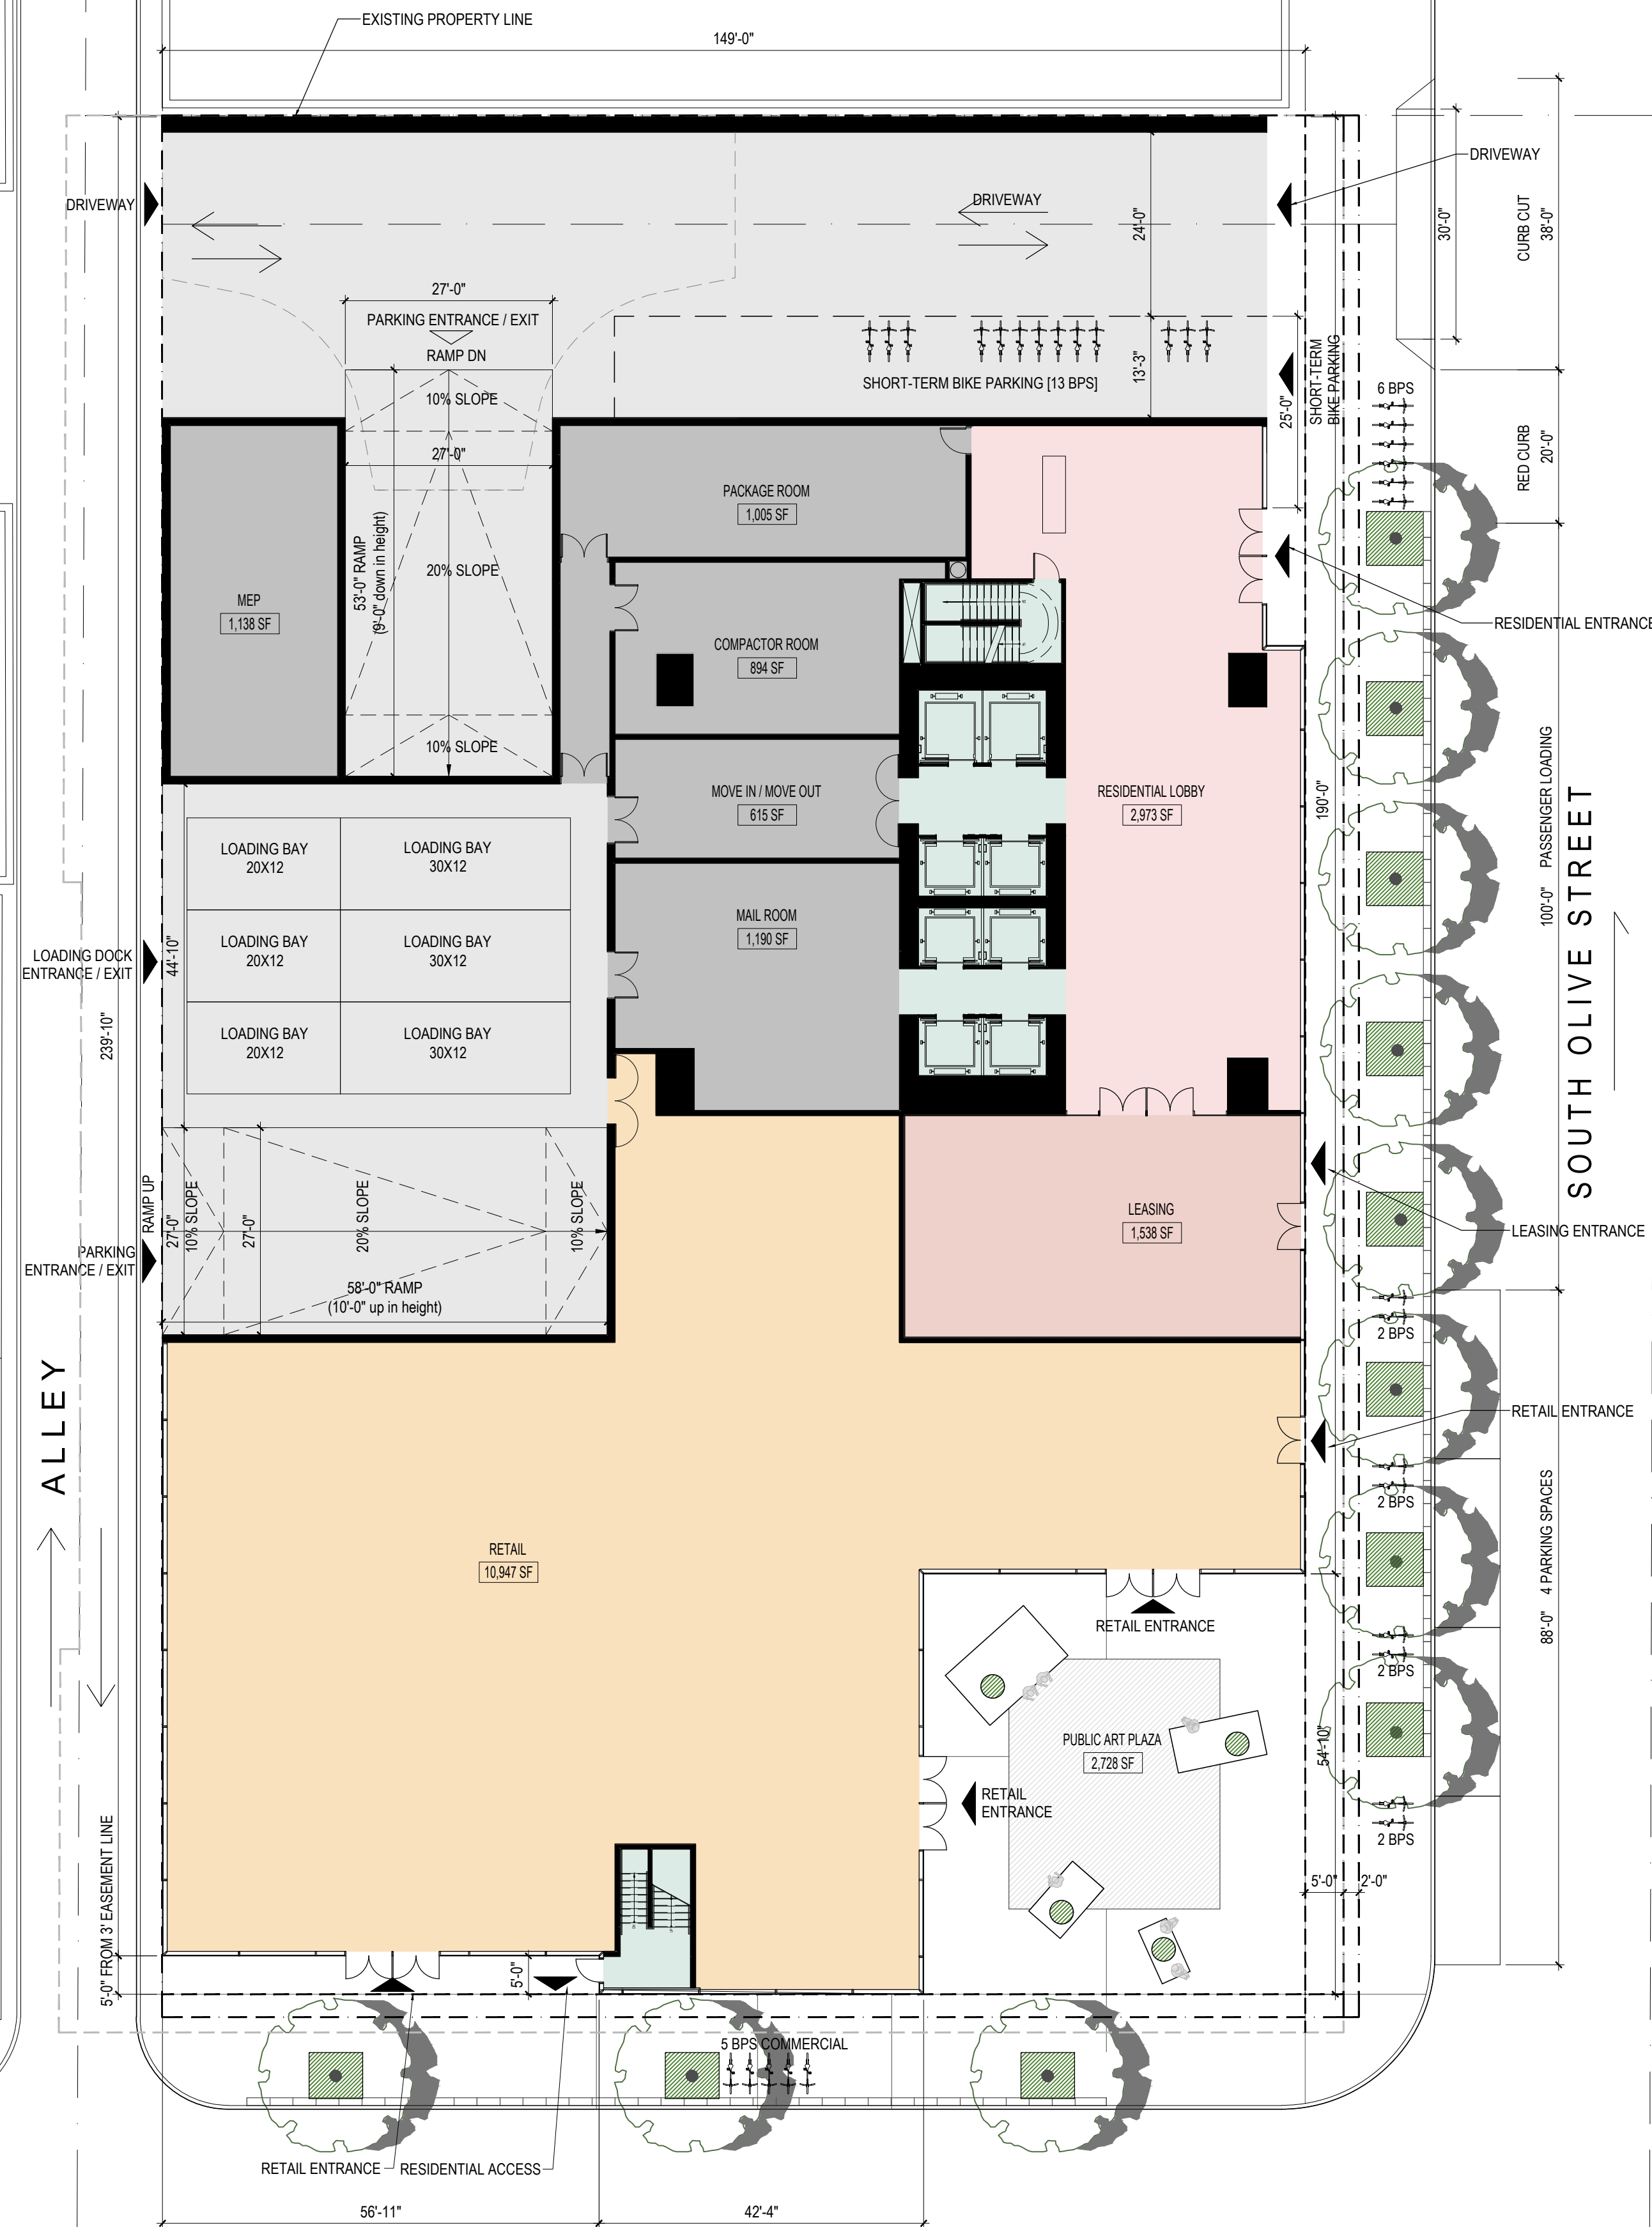 EXISTING PROPERTY LINE
149'-0"
DRIVEWAY
DRIVEWAY
DRIVEWAY
24'-0"
30'-0"
CURB CUT
38'-0"
27'-0"
PARKING ENTRANCE / EXIT
RAMP DN
10% SLOPE
27'-0"
53'-0" RAMP
(9'-0" down in height)
20% SLOPE
10% SLOPE
SHORT-TERM BIKE PARKING [13 BPS]
13'-3"
25'-0"
SHORT-TERM
BIKE PARKING
6 BPS
RED CURB
20'-0"
MEP
1,138 SF
PACKAGE ROOM
1,005 SF
COMPACTOR ROOM
894 SF
RESIDENTIAL ENTRANCE
MOVE IN / MOVE OUT
615 SF
RESIDENTIAL LOBBY
2,973 SF
190'-0"
100'-0" PASSENGER LOADING
SOUTH OLIVE STREET
LOADING BAY
20X12
LOADING BAY
30X12
LOADING BAY
20X12
LOADING BAY
30X12
LOADING BAY
20X12
LOADING BAY
30X12
MAIL ROOM
1,190 SF
LOADING DOCK
ENTRANCE / EXIT
44'-10"
239'-10"
RAMP UP
27'-0"
10% SLOPE
27'-0"
20% SLOPE
10% SLOPE
58'-0" RAMP
(10'-0" up in height)
PARKING
ENTRANCE / EXIT
LEASING
1,538 SF
LEASING ENTRANCE
2 BPS
ALLEY
RETAIL ENTRANCE
2 BPS
RETAIL
10,947 SF
88'-0" 4 PARKING SPACES
RETAIL ENTRANCE
2 BPS
PUBLIC ART PLAZA
2,728 SF
54'-10"
RETAIL
ENTRANCE
2 BPS
5'-0"
2'-0"
5'-0" FROM 3' EASEMENT LINE
5'-0"
5 BPS COMMERCIAL
RETAIL ENTRANCE
RESIDENTIAL ACCESS
56'-11"
42'-4"